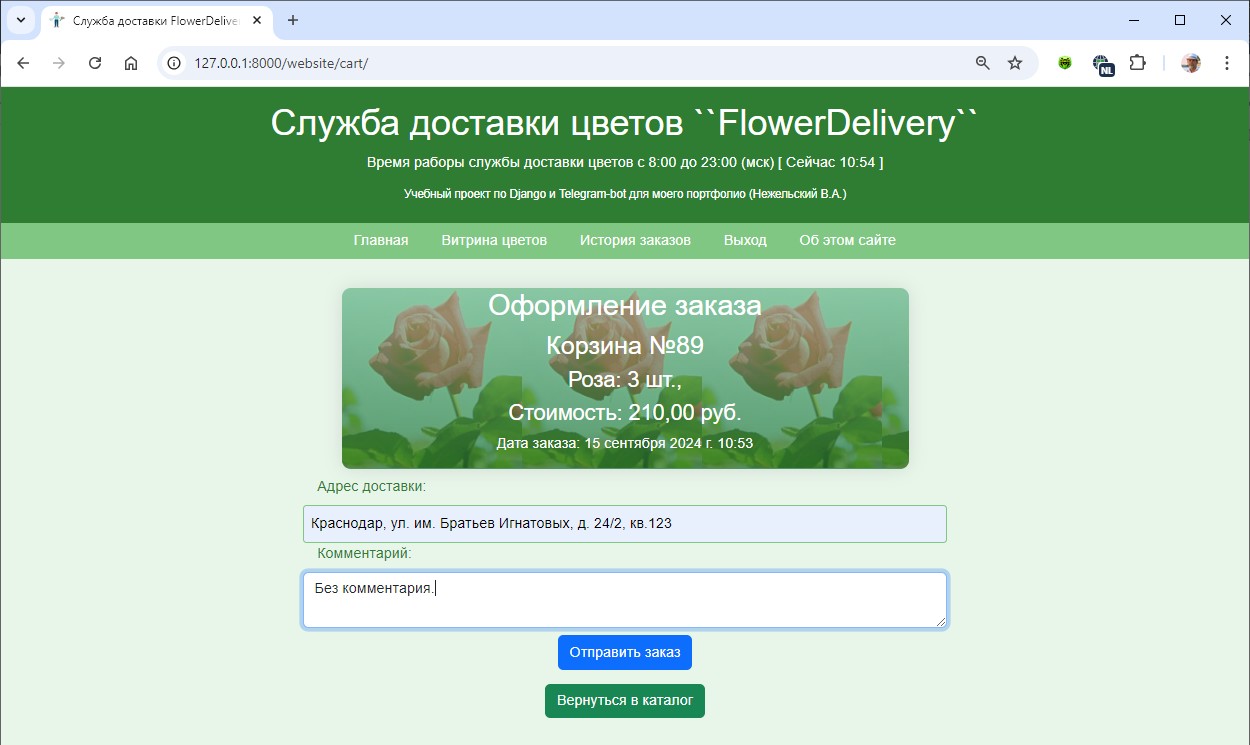 Служба доставки FlowerDelive
127.0.0.1:8000/website/cart/
NL
Служба доставки цветов ``FlowerDelivery``
Время раборы службы доставки цветов с 8:00 до 23:00 (мск) [ Сейчас 10:54 ]
Учебный проект по Django и Telegram-bot для моего портфолио (Нежельский В.А.)
Главная Витрина цветов История заказов Выход Об этом сайте
Оформление заказа
Корзина №89
Роза: 3 шт.,
Стоимость: 210,00 руб.
Дата заказа: 15 сентября 2024 г. 10:53
Адрес доставки:
Краснодар, ул. им. Братьев Игнатовых, д. 24/2, кв.123
Комментарий:
Без комментария.
Отправить заказ
Вернуться в каталог